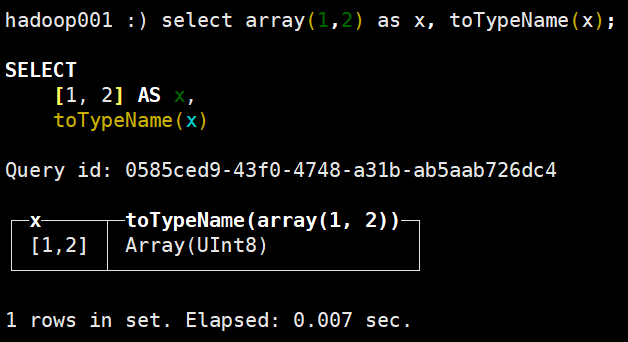 hadoop001 :) select array(1,2) as x, toTypeName(x);
SELECT
[1, 2] AS x,
toTypeName(x)
Query id: 0585ced9-43f0-4748-a31b-ab5aab726dc4
x toTypeName(array(1, 2))
[1,2] Array(UInt8)
1 rows in set. Elapsed: 0.007 sec.